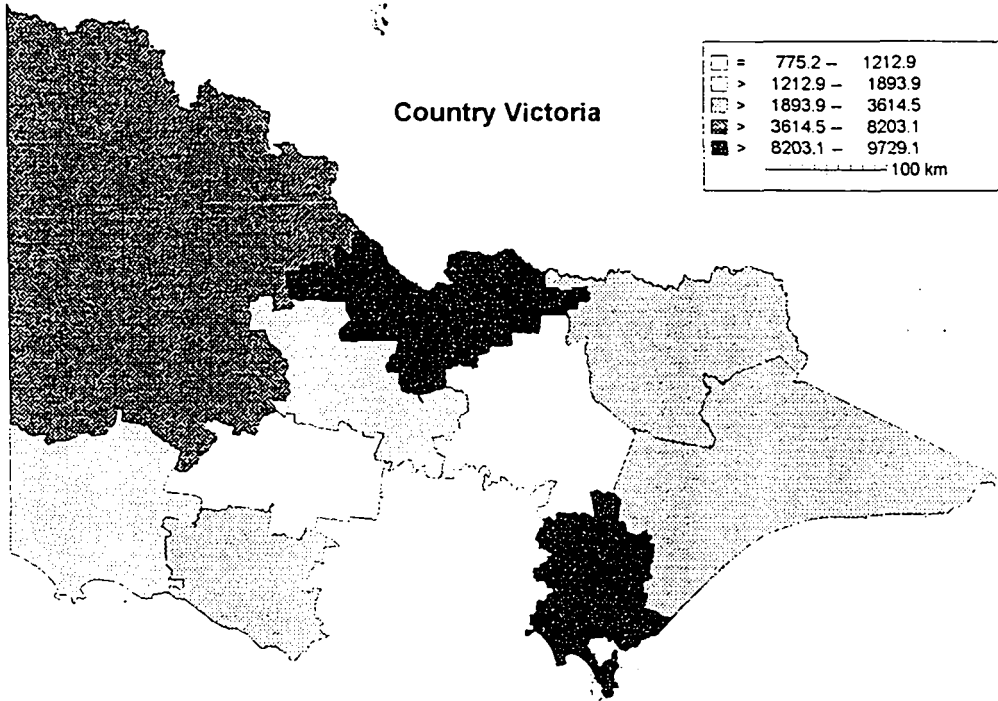 Country Victoria
= 775.2 – 1212.9
> 1212.9 – 1893.9
> 1893.9 – 3614.5
> 3614.5 – 8203.1
> 8203.1 – 9729.1
100 km